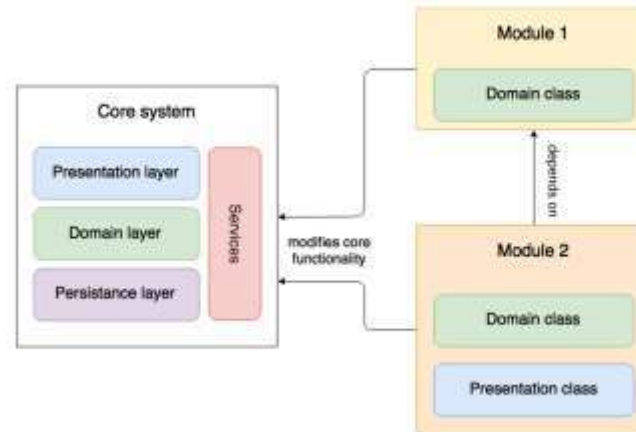 Core system
Presentation layer
Domain layer
Persistance layer
Services
modifies core
functionality
Module 1
Domain class
depends on
Module 2
Domain class
Presentation class